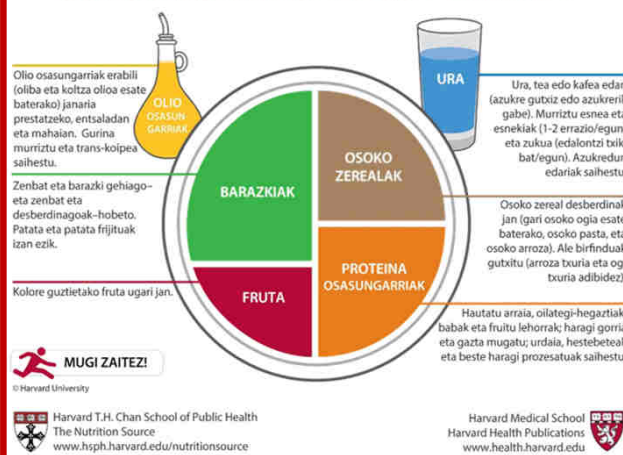 Olio osasungarriak erabili
(oliba eta koltza olioa esate
baterako) janaria
prestatzeko, entsaladan
eta mahaian. Gurina
murriztu eta trans-koipea
saihestu.
OLIO
OSASUN-
GARRIAK
URA
Ura, tea edo kafea edan
(azukre gutxiz edo azukrerik
gabe). Murriztu esnea eta
esnekiak (1-2 errazio/egun)
eta zukua (edalontzi txiki
bat/egun). Azukredun
edariak saihestu
Zenbat eta barazki gehiago–
eta zenbat eta
desberdinagoak–hobeto.
Patata eta patata frijituak
izan ezik.
BARAZKIAK
OSOKO
ZEREALAK
Osoko zereal desberdinak
jan (gari osoko ogia esate
baterako, osoko pasta, eta
osoko arroza). Ale birfinduak
gutxitu (arroza txuria eta ogi
txuria adibidez)
Kolore guztietako fruta ugari jan.
FRUTA
PROTEINA
OSASUNGARRIAK
Hautatu arraia, oilategi-hegaztiak
babak eta fruitu lehorrak; haragi gorria
eta gazta mugatu; urdaia, hestebeteak
eta beste haragi prozesatuak saihestu
MUGI ZAITEZ!
© Harvard University
Harvard T.H. Chan School of Public Health
The Nutrition Source
www.hsph.harvard.edu/nutritionsource
Harvard Medical School
Harvard Health Publications
www.health.harvard.edu